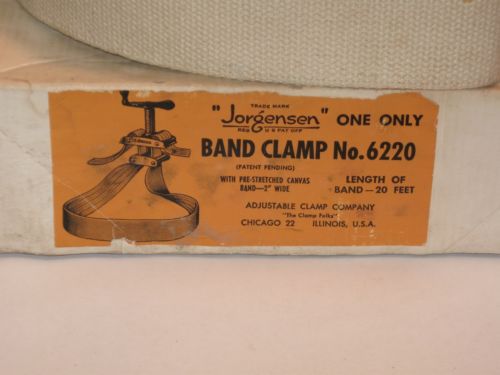 TRADE MARK
"Jorgensen" ONE ONLY
REG U S PAT OFF
BAND CLAMP No. 6220
(PATENT PENDING)
WITH PRE-STRETCHED CANVAS
BAND—2" WIDE
LENGTH OF
BAND—20 FEET
ADJUSTABLE CLAMP COMPANY
"The Clamp Folks"
CHICAGO 22 ILLINOIS, U.S.A.